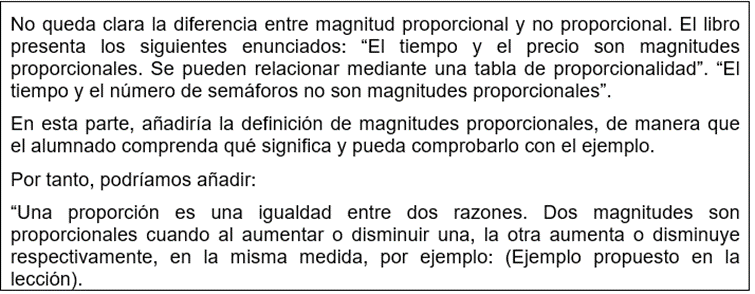 No queda clara la diferencia entre magnitud proporcional y no proporcional. El libro
presenta los siguientes enunciados: “El tiempo y el precio son magnitudes
proporcionales. Se pueden relacionar mediante una tabla de proporcionalidad”. “El
tiempo y el número de semáforos no son magnitudes proporcionales”.
En esta parte, añadiría la definición de magnitudes proporcionales, de manera que
el alumnado comprenda qué significa y pueda comprobarlo con el ejemplo.
Por tanto, podríamos añadir:
“Una proporción es una igualdad entre dos razones. Dos magnitudes son
proporcionales cuando al aumentar o disminuir una, la otra aumenta o disminuye
respectivamente, en la misma medida, por ejemplo: (Ejemplo propuesto en la
lección).